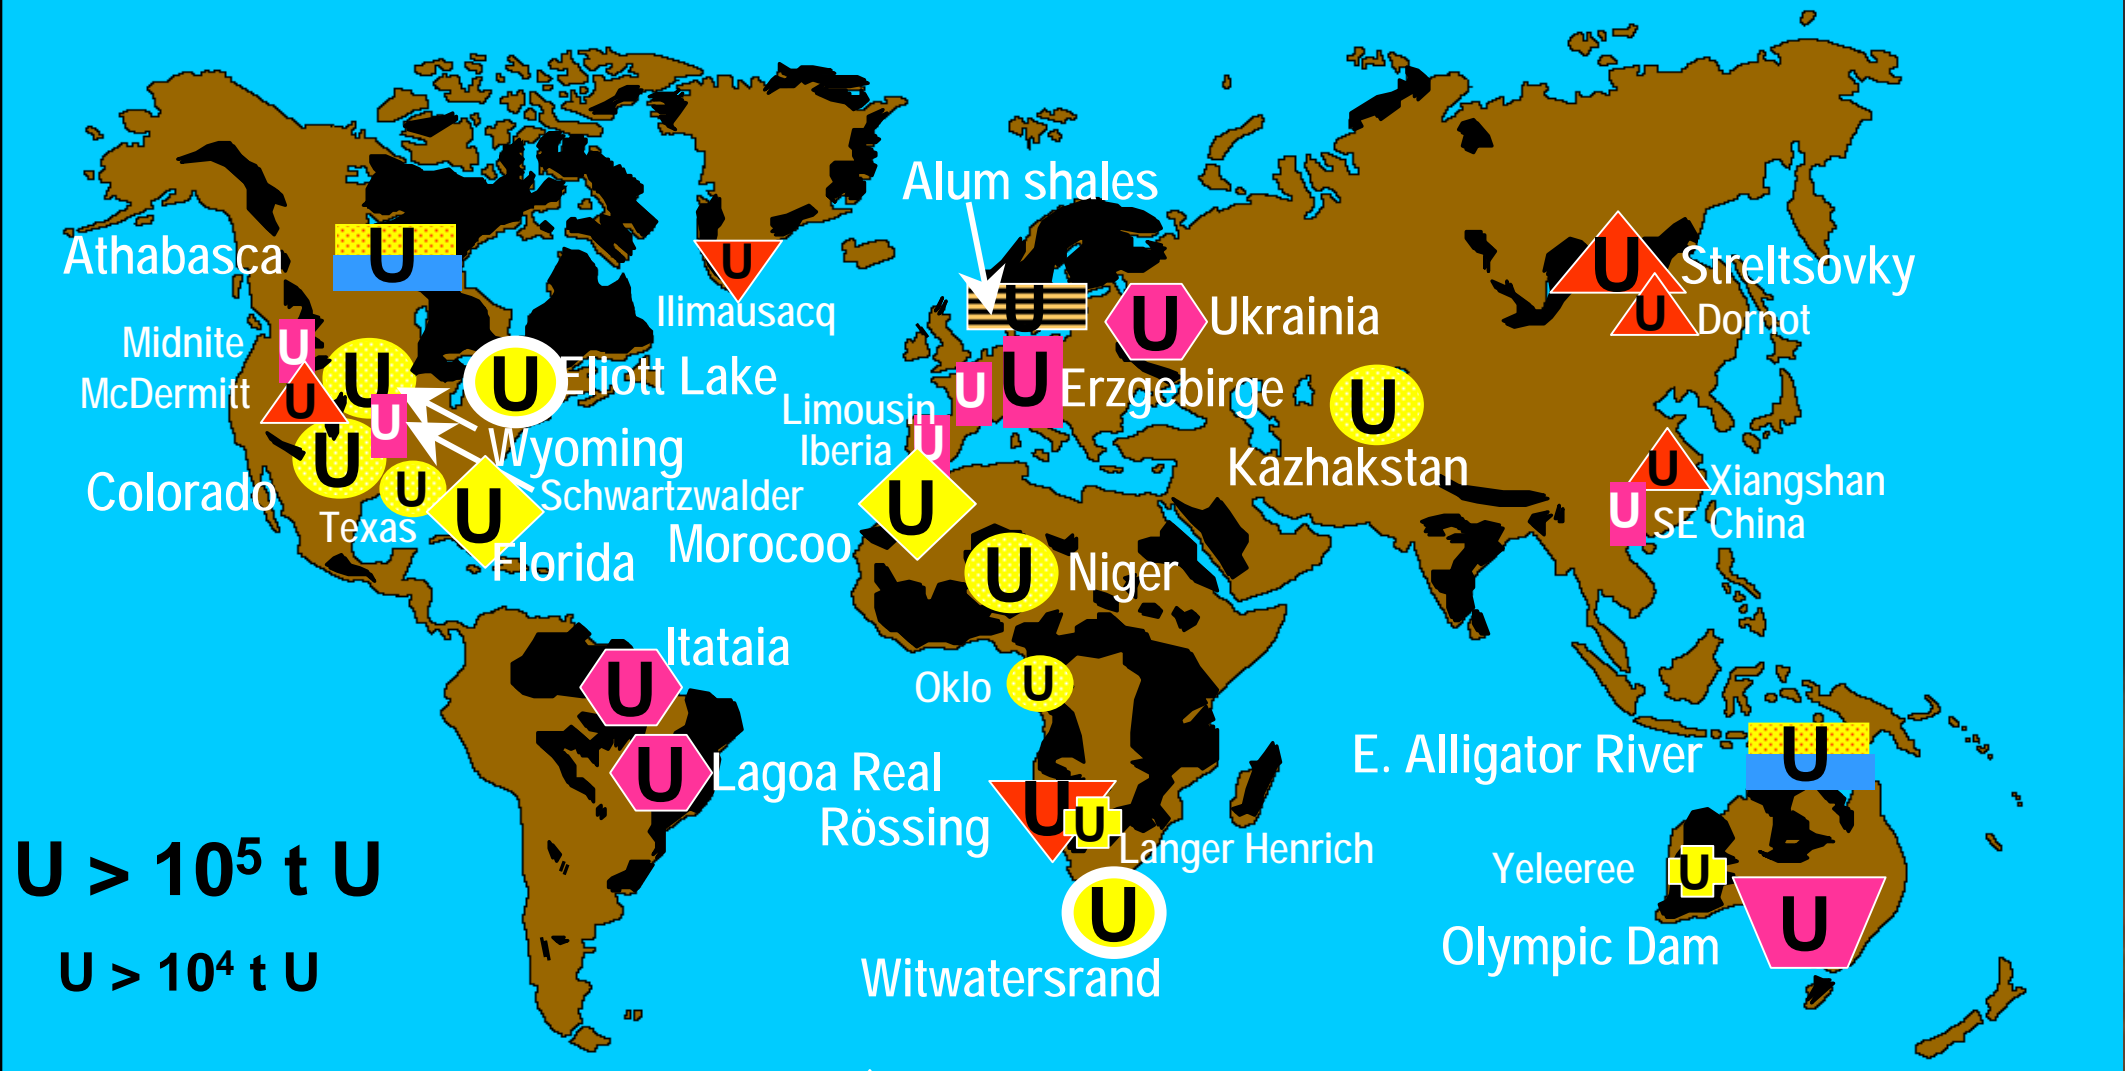 Alum shales
U
Athabasca
U
U
Streltsovky
U
Ilimausacq
U
Dornot
U
U
Ukrainia
Midnite
U
McDermitt
U
U
U
Eliott Lake
U
U
Erzgebirge
Limousin
U
Kazhakstan
U
Iberia
U
Wyoming
U
Colorado
U
Schwartzwalder
U
Texas
U
Florida
Morocoo
U
U
Xiangshan
U
SE China
U
Niger
U
Itataia
Oklo
U
U
Lagoa Real
E. Alligator River
U
Rössing
U
U
Langer Henrich
U > 10⁵ t U
Yeleeree
U
U
Olympic Dam
U
Witwatersrand
U > 10⁴ t U